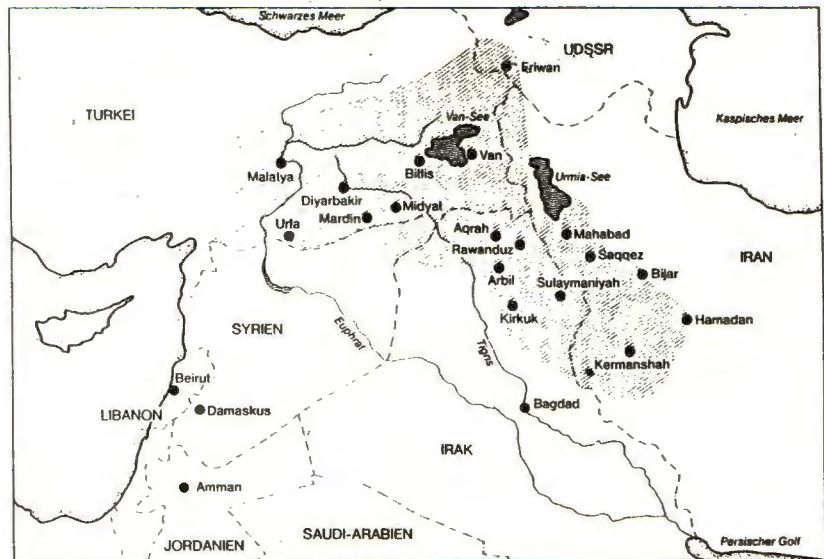 Schwarzes Meer
UDSSR
Eriwan
TURKEI
Kaspisches Meer
Van-See
Van
Bitlis
Malatya
Urmia-See
Diyarbakir
Midyat
Mardin
Urfa
Aqrah
Mahabad
Rawanduz
Saqqez
IRAN
Arbil
Bijar
Sulaymaniyah
Kirkuk
Hamadan
SYRIEN
Euphrat
Tigris
Kermanshah
Beirut
LIBANON
Damaskus
Bagdad
IRAK
Amman
JORDANIEN
SAUDI-ARABIEN
Persischer Golf